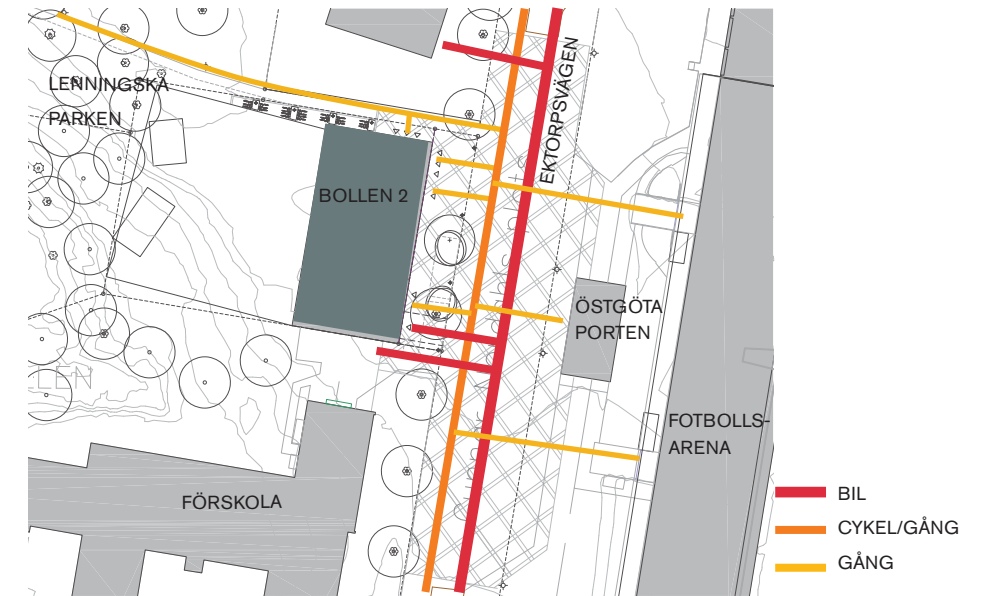 LENNINGSKA
PARKEN
EKTORPSVÄGEN
BOLLEN 2
ÖSTGÖTA
PORTEN
FOTBOLLS-
ARENA
FÖRSKOLA
BIL
CYKEL/GÅNG
GÅNG